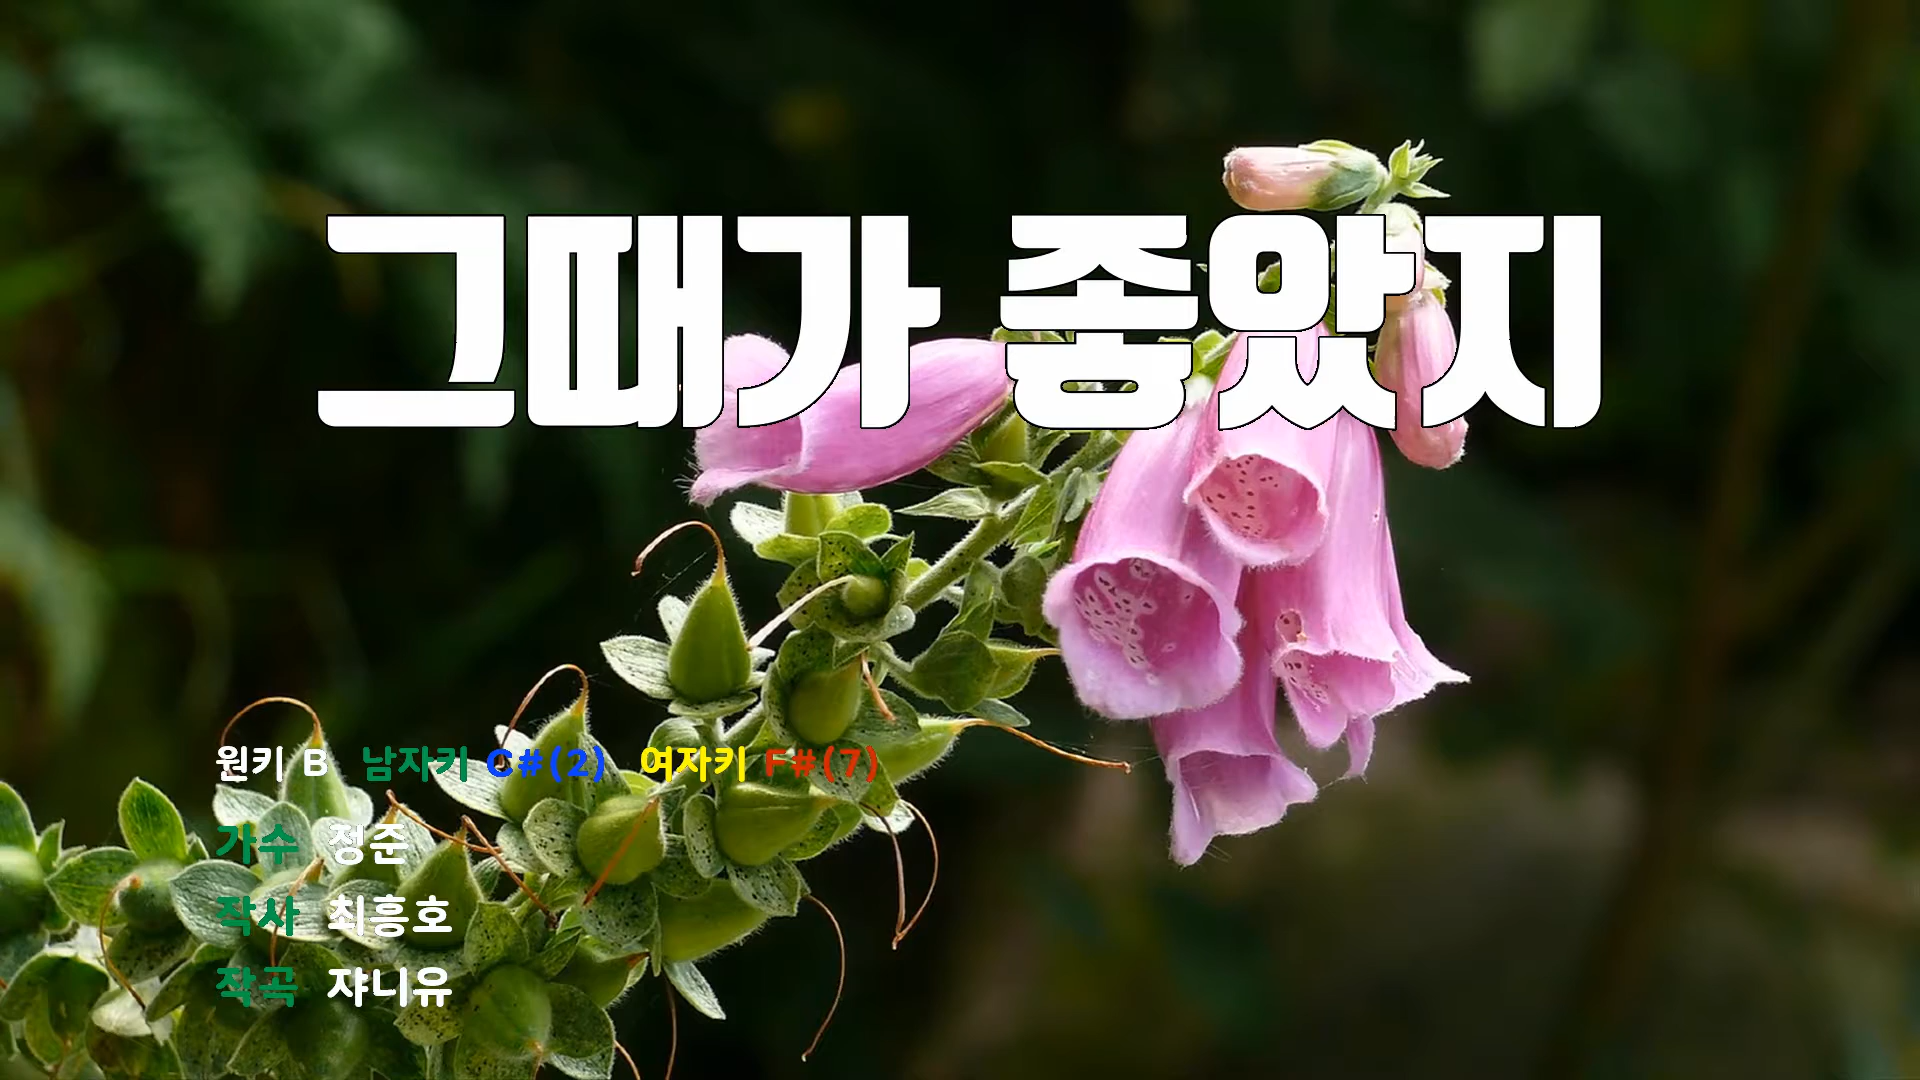 그때가 좋았지
원키 B 남자키 C#(2) 여자키 F#(7)
가수 정준
작사 최흥호
작곡 쟈니유